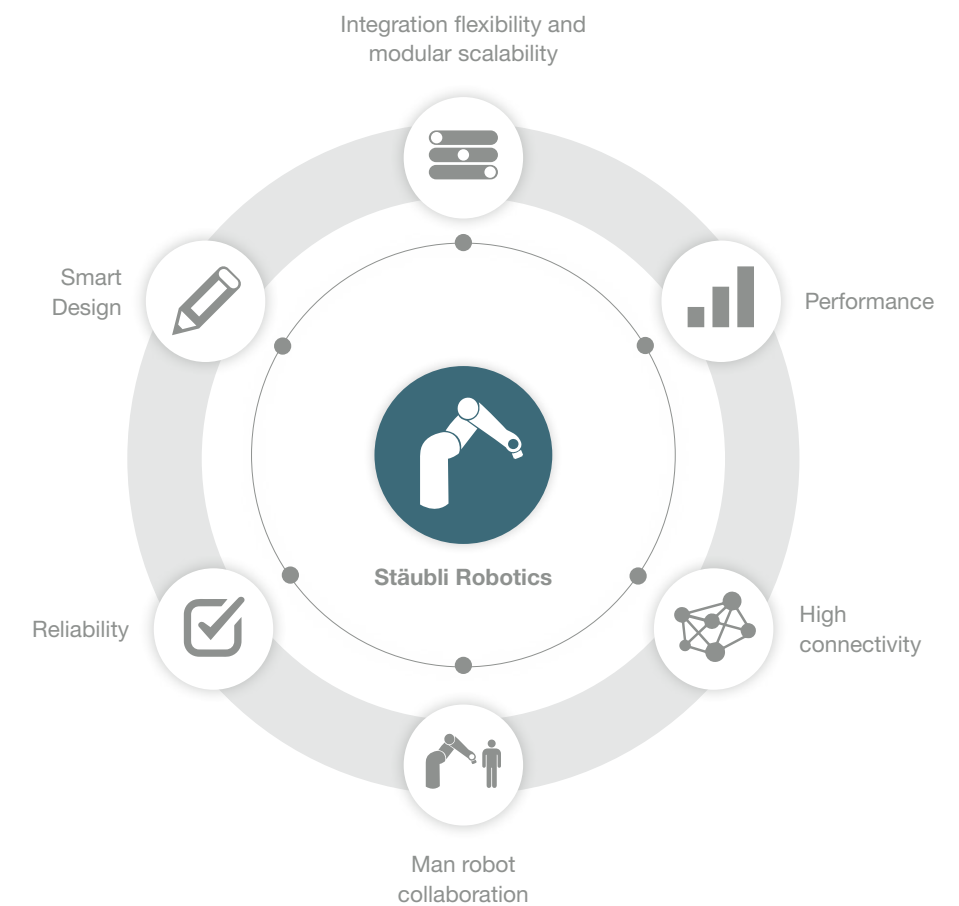 Integration flexibility and
modular scalability
Smart
Design
Performance
Stäubli Robotics
Reliability
High
connectivity
Man robot
collaboration